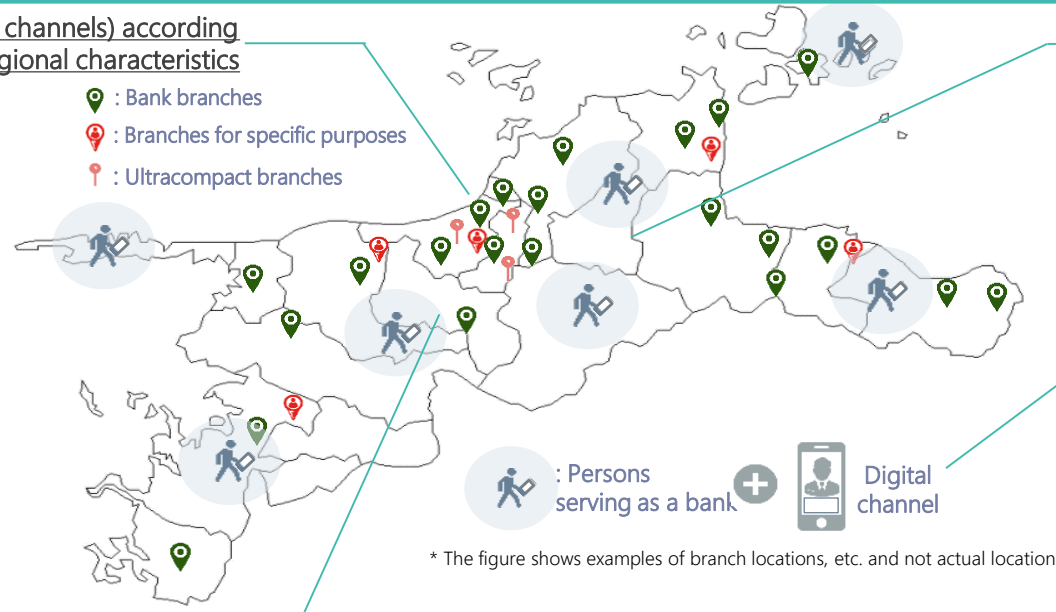 channels) according
gional characteristics
: Bank branches
: Branches for specific purposes
: Ultracompact branches
: Persons
serving as a bank
Digital
channel
* The figure shows examples of branch locations, etc. and not actual location